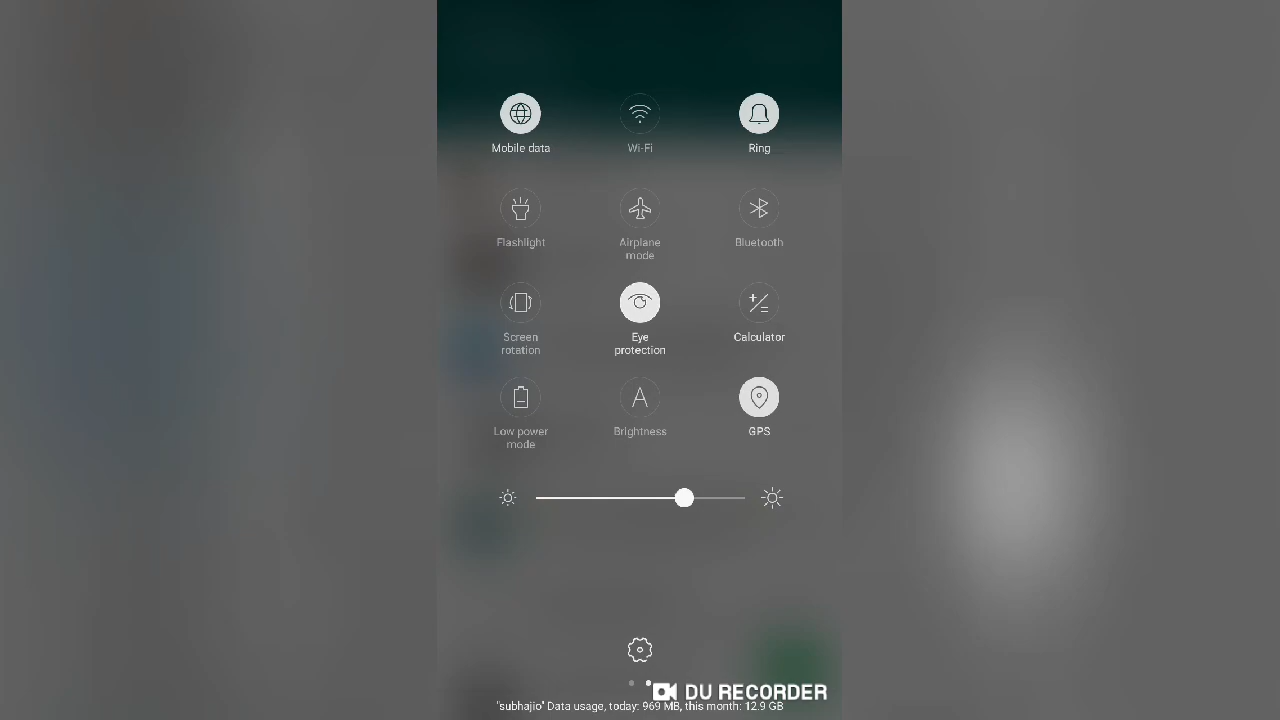 Mobile data
Wi-Fi
Ring
Flashlight
Airplane
mode
Bluetooth
Screen
rotation
Eye
protection
Calculator
Low power
mode
Brightness
GPS
DU RECORDER
"subhajio" Data usage, today: 969 MB, this month: 12.9 GB